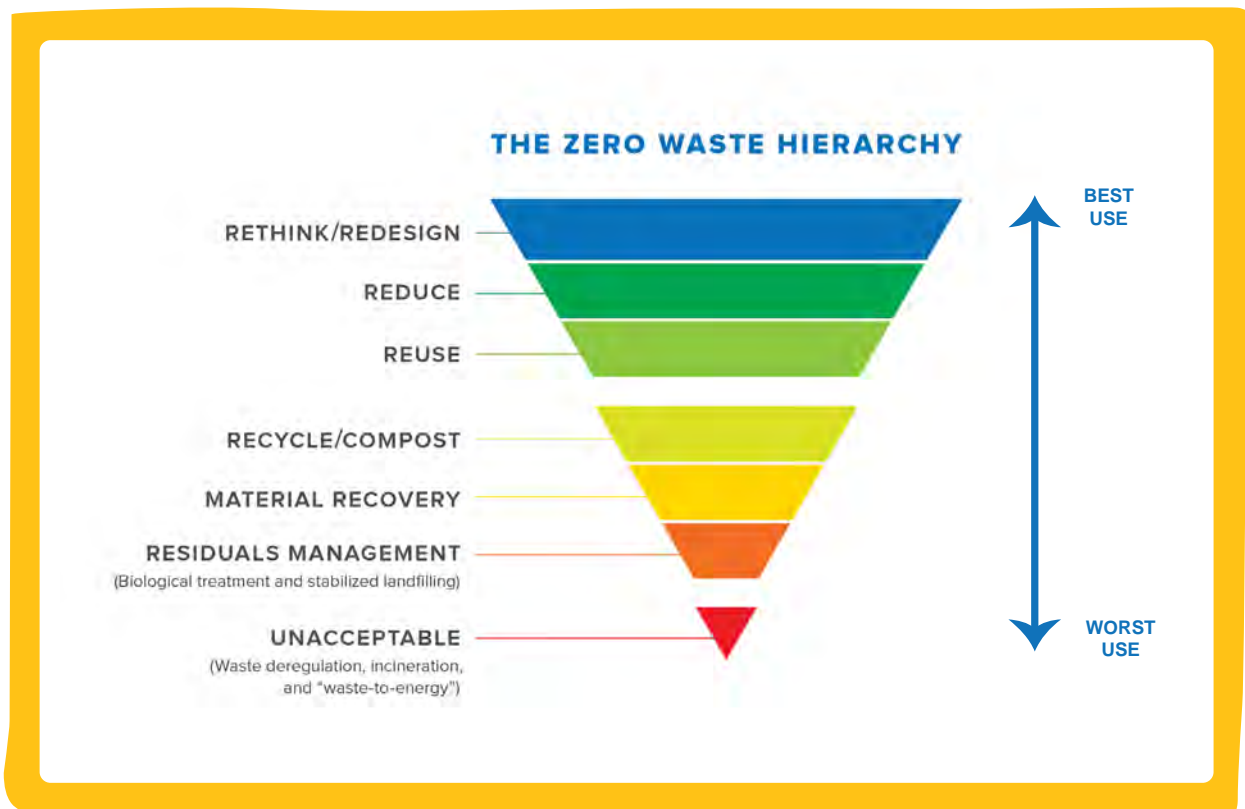 THE ZERO WASTE HIERARCHY
BEST
USE
RETHINK/REDESIGN
REDUCE
REUSE
RECYCLE/COMPOST
MATERIAL RECOVERY
RESIDUALS MANAGEMENT
(Biological treatment and stabilized landfilling)
UNACCEPTABLE
(Waste deregulation, incineration,
and “waste-to-energy”)
WORST
USE